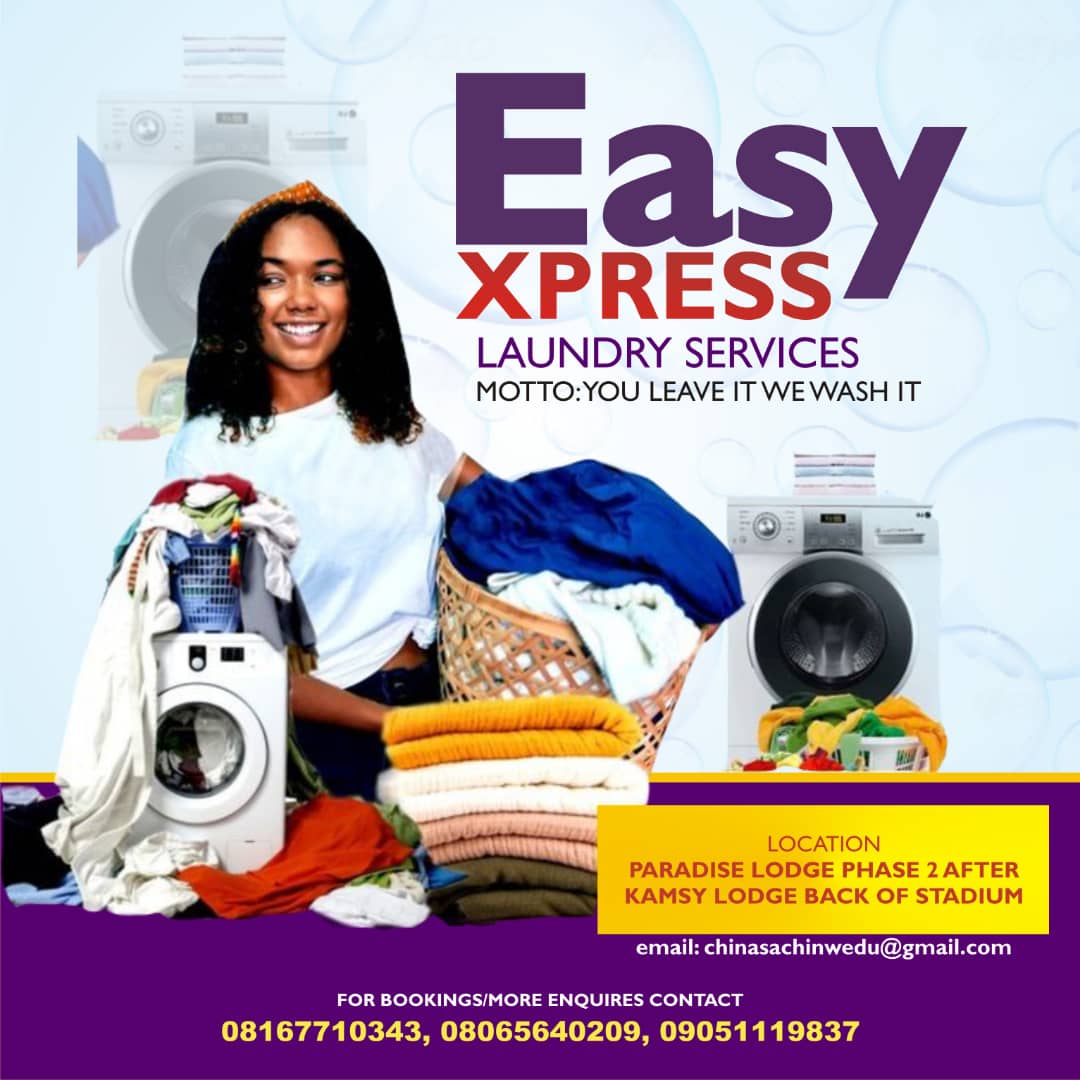 Easy
XPRESS
LAUNDRY SERVICES
MOTTO: YOU LEAVE IT WE WASH IT
LOCATION
PARADISE LODGE PHASE 2 AFTER
KAMSY LODGE BACK OF STADIUM
email: chinasachinwedu@gmail.com
FOR BOOKINGS/MORE ENQUIRES CONTACT
08167710343, 08065640209, 09051119837